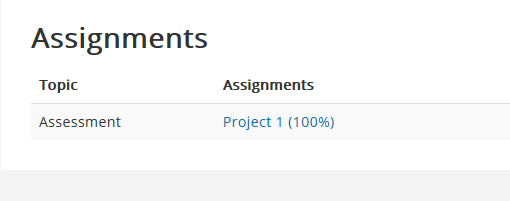 Assignments
Topic Assignments
Assessment Project 1 (100%)